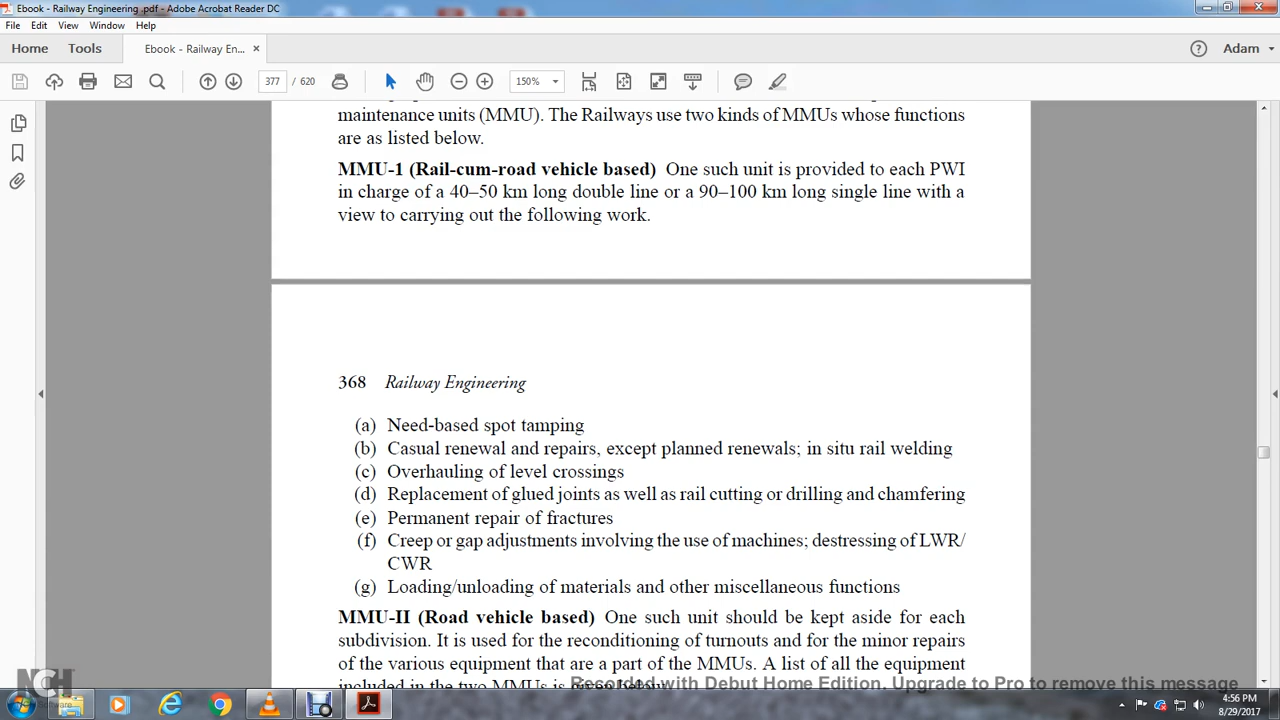 Ebook - Railway Engineering .pdf - Adobe Acrobat Reader DC
File Edit View Window Help
Home Tools Ebook - Railway En... × Adam
377 / 620 150%
maintenance units (MMU). The Railways use two kinds of MMUs whose functions
are as listed below.
MMU-1 (Rail-cum-road vehicle based) One such unit is provided to each PWI
in charge of a 40–50 km long double line or a 90–100 km long single line with a
view to carrying out the following work.
368 Railway Engineering
(a) Need-based spot tamping
(b) Casual renewal and repairs, except planned renewals; in situ rail welding
(c) Overhauling of level crossings
(d) Replacement of glued joints as well as rail cutting or drilling and chamfering
(e) Permanent repair of fractures
(f) Creep or gap adjustments involving the use of machines; destressing of LWR/
CWR
(g) Loading/unloading of materials and other miscellaneous functions
MMU-II (Road vehicle based) One such unit should be kept aside for each
subdivision. It is used for the reconditioning of turnouts and for the minor repairs
of the various equipment that are a part of the MMUs. A list of all the equipment
included in the two MMUs is given below.
Recorded with Debut Home Edition. Upgrade to Pro to remove this message
NCH Software
4:56 PM
8/29/2017